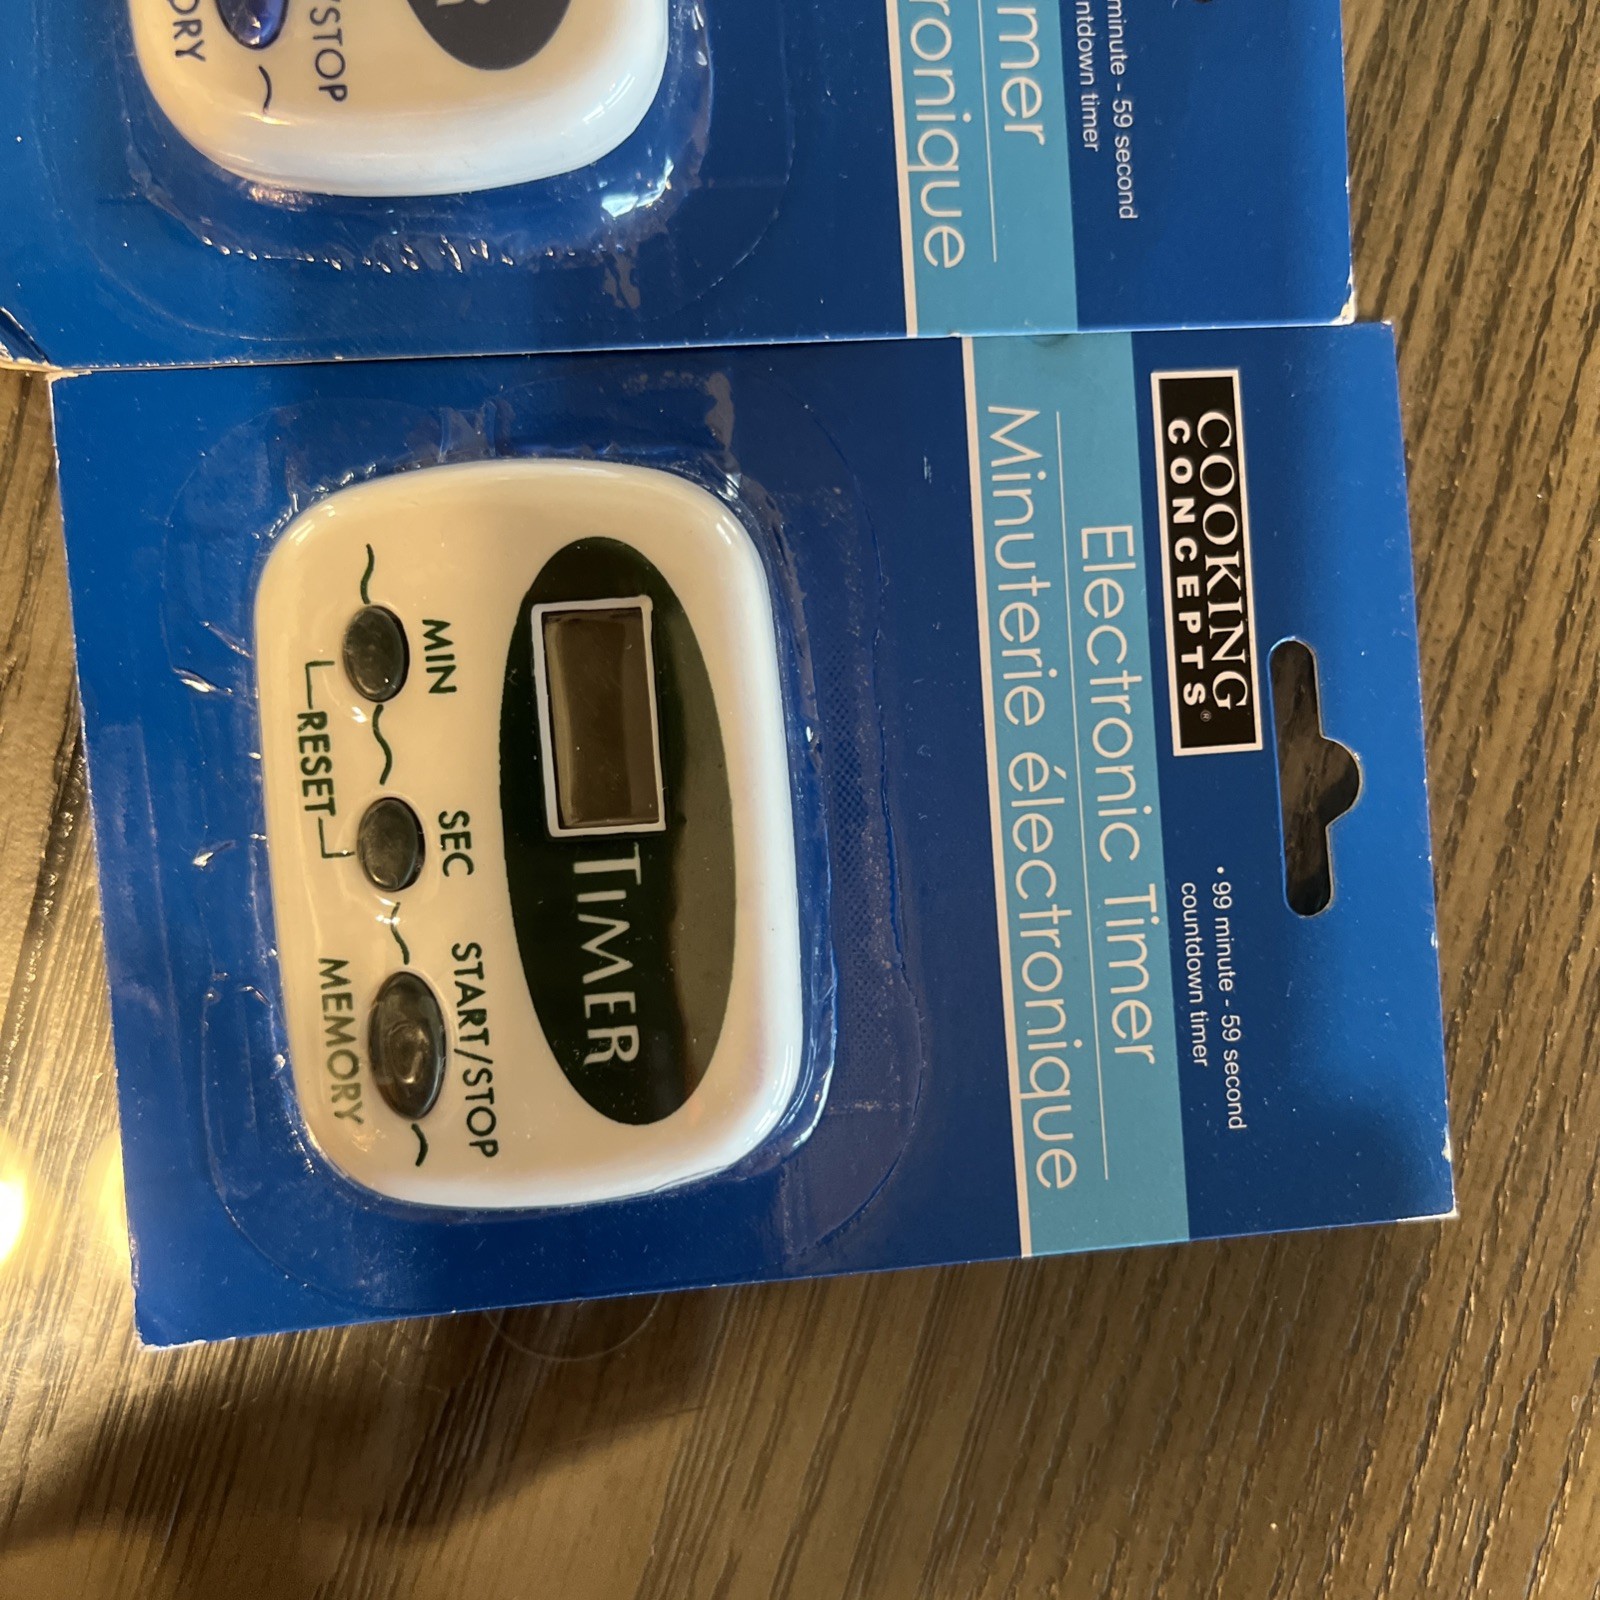 COOKING
CONCEPTS®
• 99 minute - 59 second
countdown timer
Electronic Timer
Minuterie électronique
TIMER
MIN
SEC
START/STOP
RESET
MEMORY
minute - 59 second
ntdown timer
mer
ronique
R
/STOP
ORY